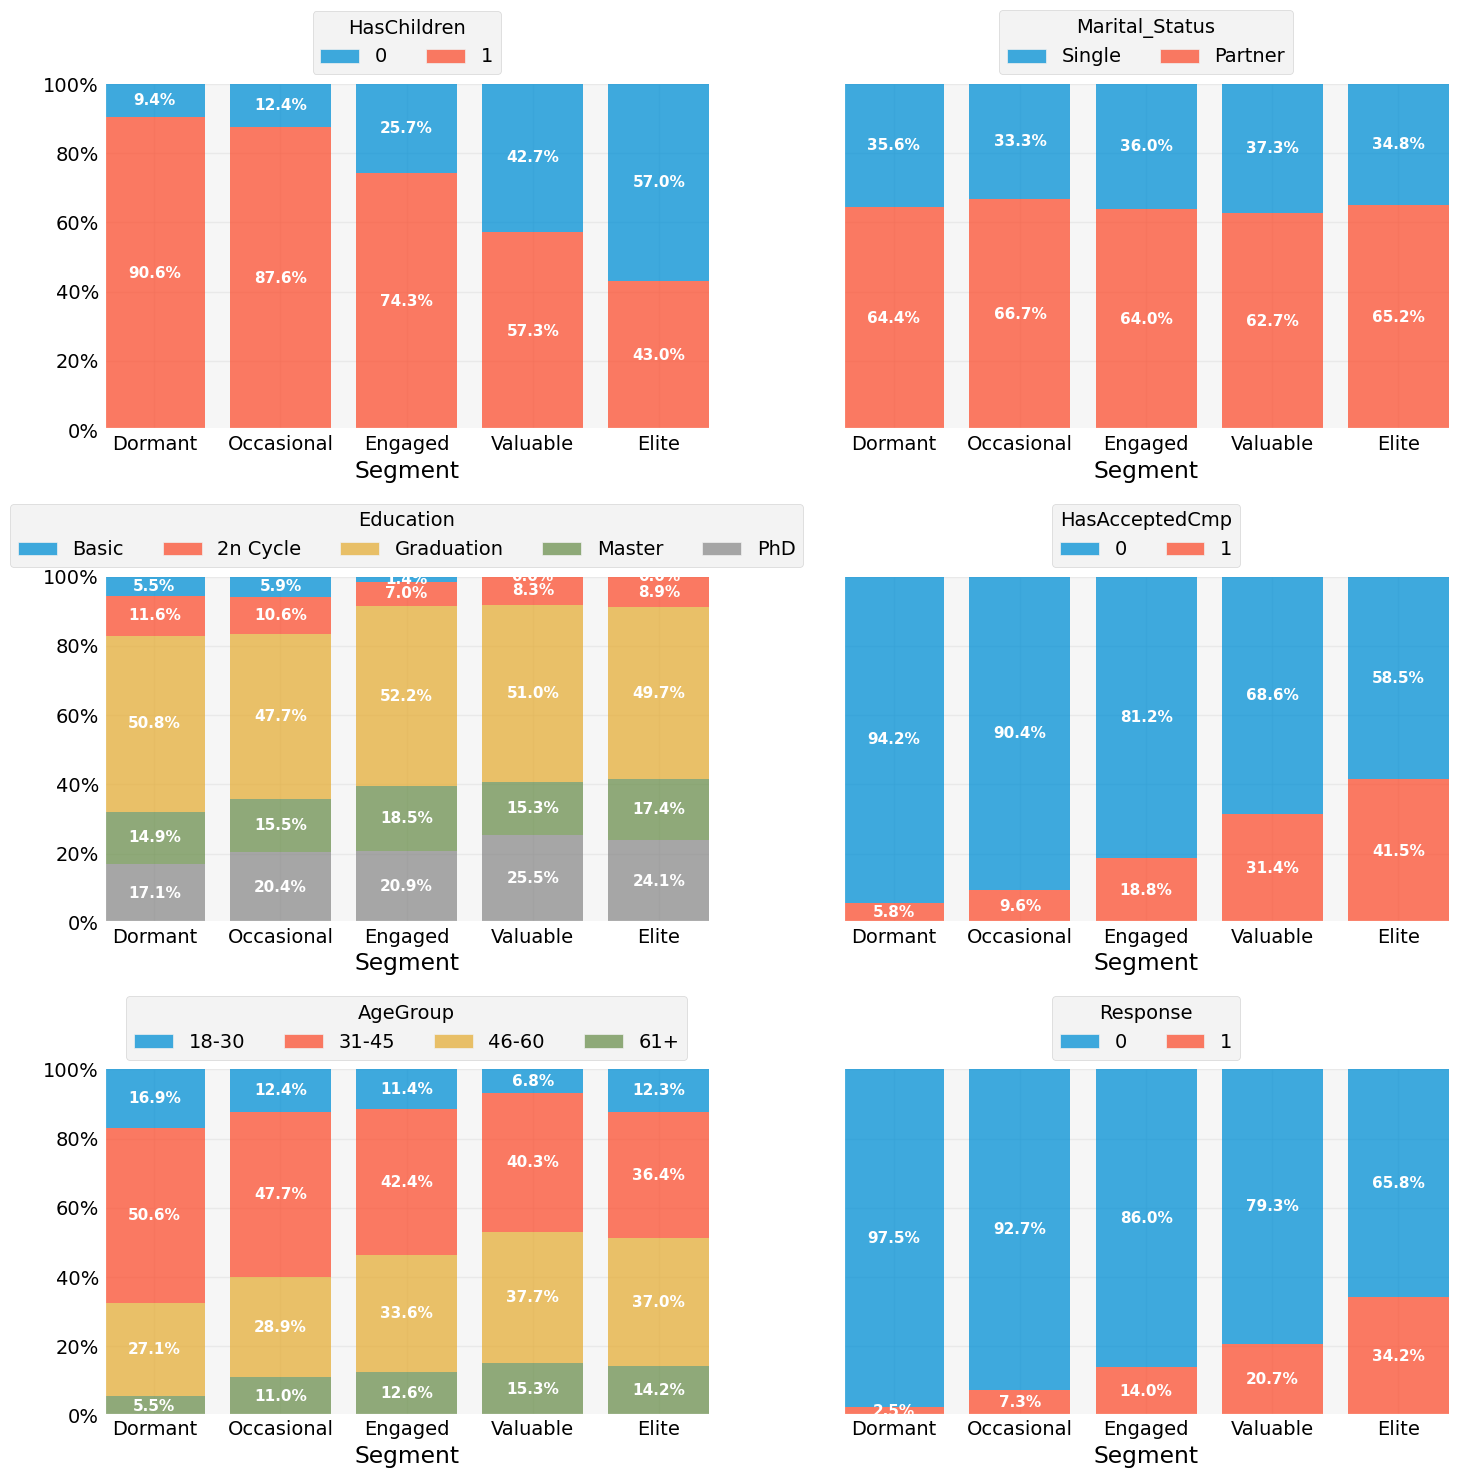 HasChildren
0 1
Marital_Status
Single Partner
100%
80%
60%
40%
20%
0%
9.4% 12.4% 25.7% 42.7% 57.0%
90.6% 87.6% 74.3% 57.3% 43.0%
Dormant Occasional Engaged Valuable Elite
Segment
35.6% 33.3% 36.0% 37.3% 34.8%
64.4% 66.7% 64.0% 62.7% 65.2%
Dormant Occasional Engaged Valuable Elite
Segment
Education
Basic 2n Cycle Graduation Master PhD
HasAcceptedCmp
0 1
100%
80%
60%
40%
20%
0%
5.5% 5.9% 1.4% 0.0% 0.0%
11.6% 10.6% 7.0% 8.3% 8.9%
50.8% 47.7% 52.2% 51.0% 49.7%
14.9% 15.5% 18.5% 15.3% 17.4%
17.1% 20.4% 20.9% 25.5% 24.1%
Dormant Occasional Engaged Valuable Elite
Segment
94.2% 90.4% 81.2% 68.6% 58.5%
5.8% 9.6% 18.8% 31.4% 41.5%
Dormant Occasional Engaged Valuable Elite
Segment
AgeGroup
18-30 31-45 46-60 61+
Response
0 1
100%
80%
60%
40%
20%
0%
16.9% 12.4% 11.4% 6.8% 12.3%
50.6% 47.7% 42.4% 40.3% 36.4%
27.1% 28.9% 33.6% 37.7% 37.0%
5.5% 11.0% 12.6% 15.3% 14.2%
Dormant Occasional Engaged Valuable Elite
Segment
97.5% 92.7% 86.0% 79.3% 65.8%
2.5% 7.3% 14.0% 20.7% 34.2%
Dormant Occasional Engaged Valuable Elite
Segment